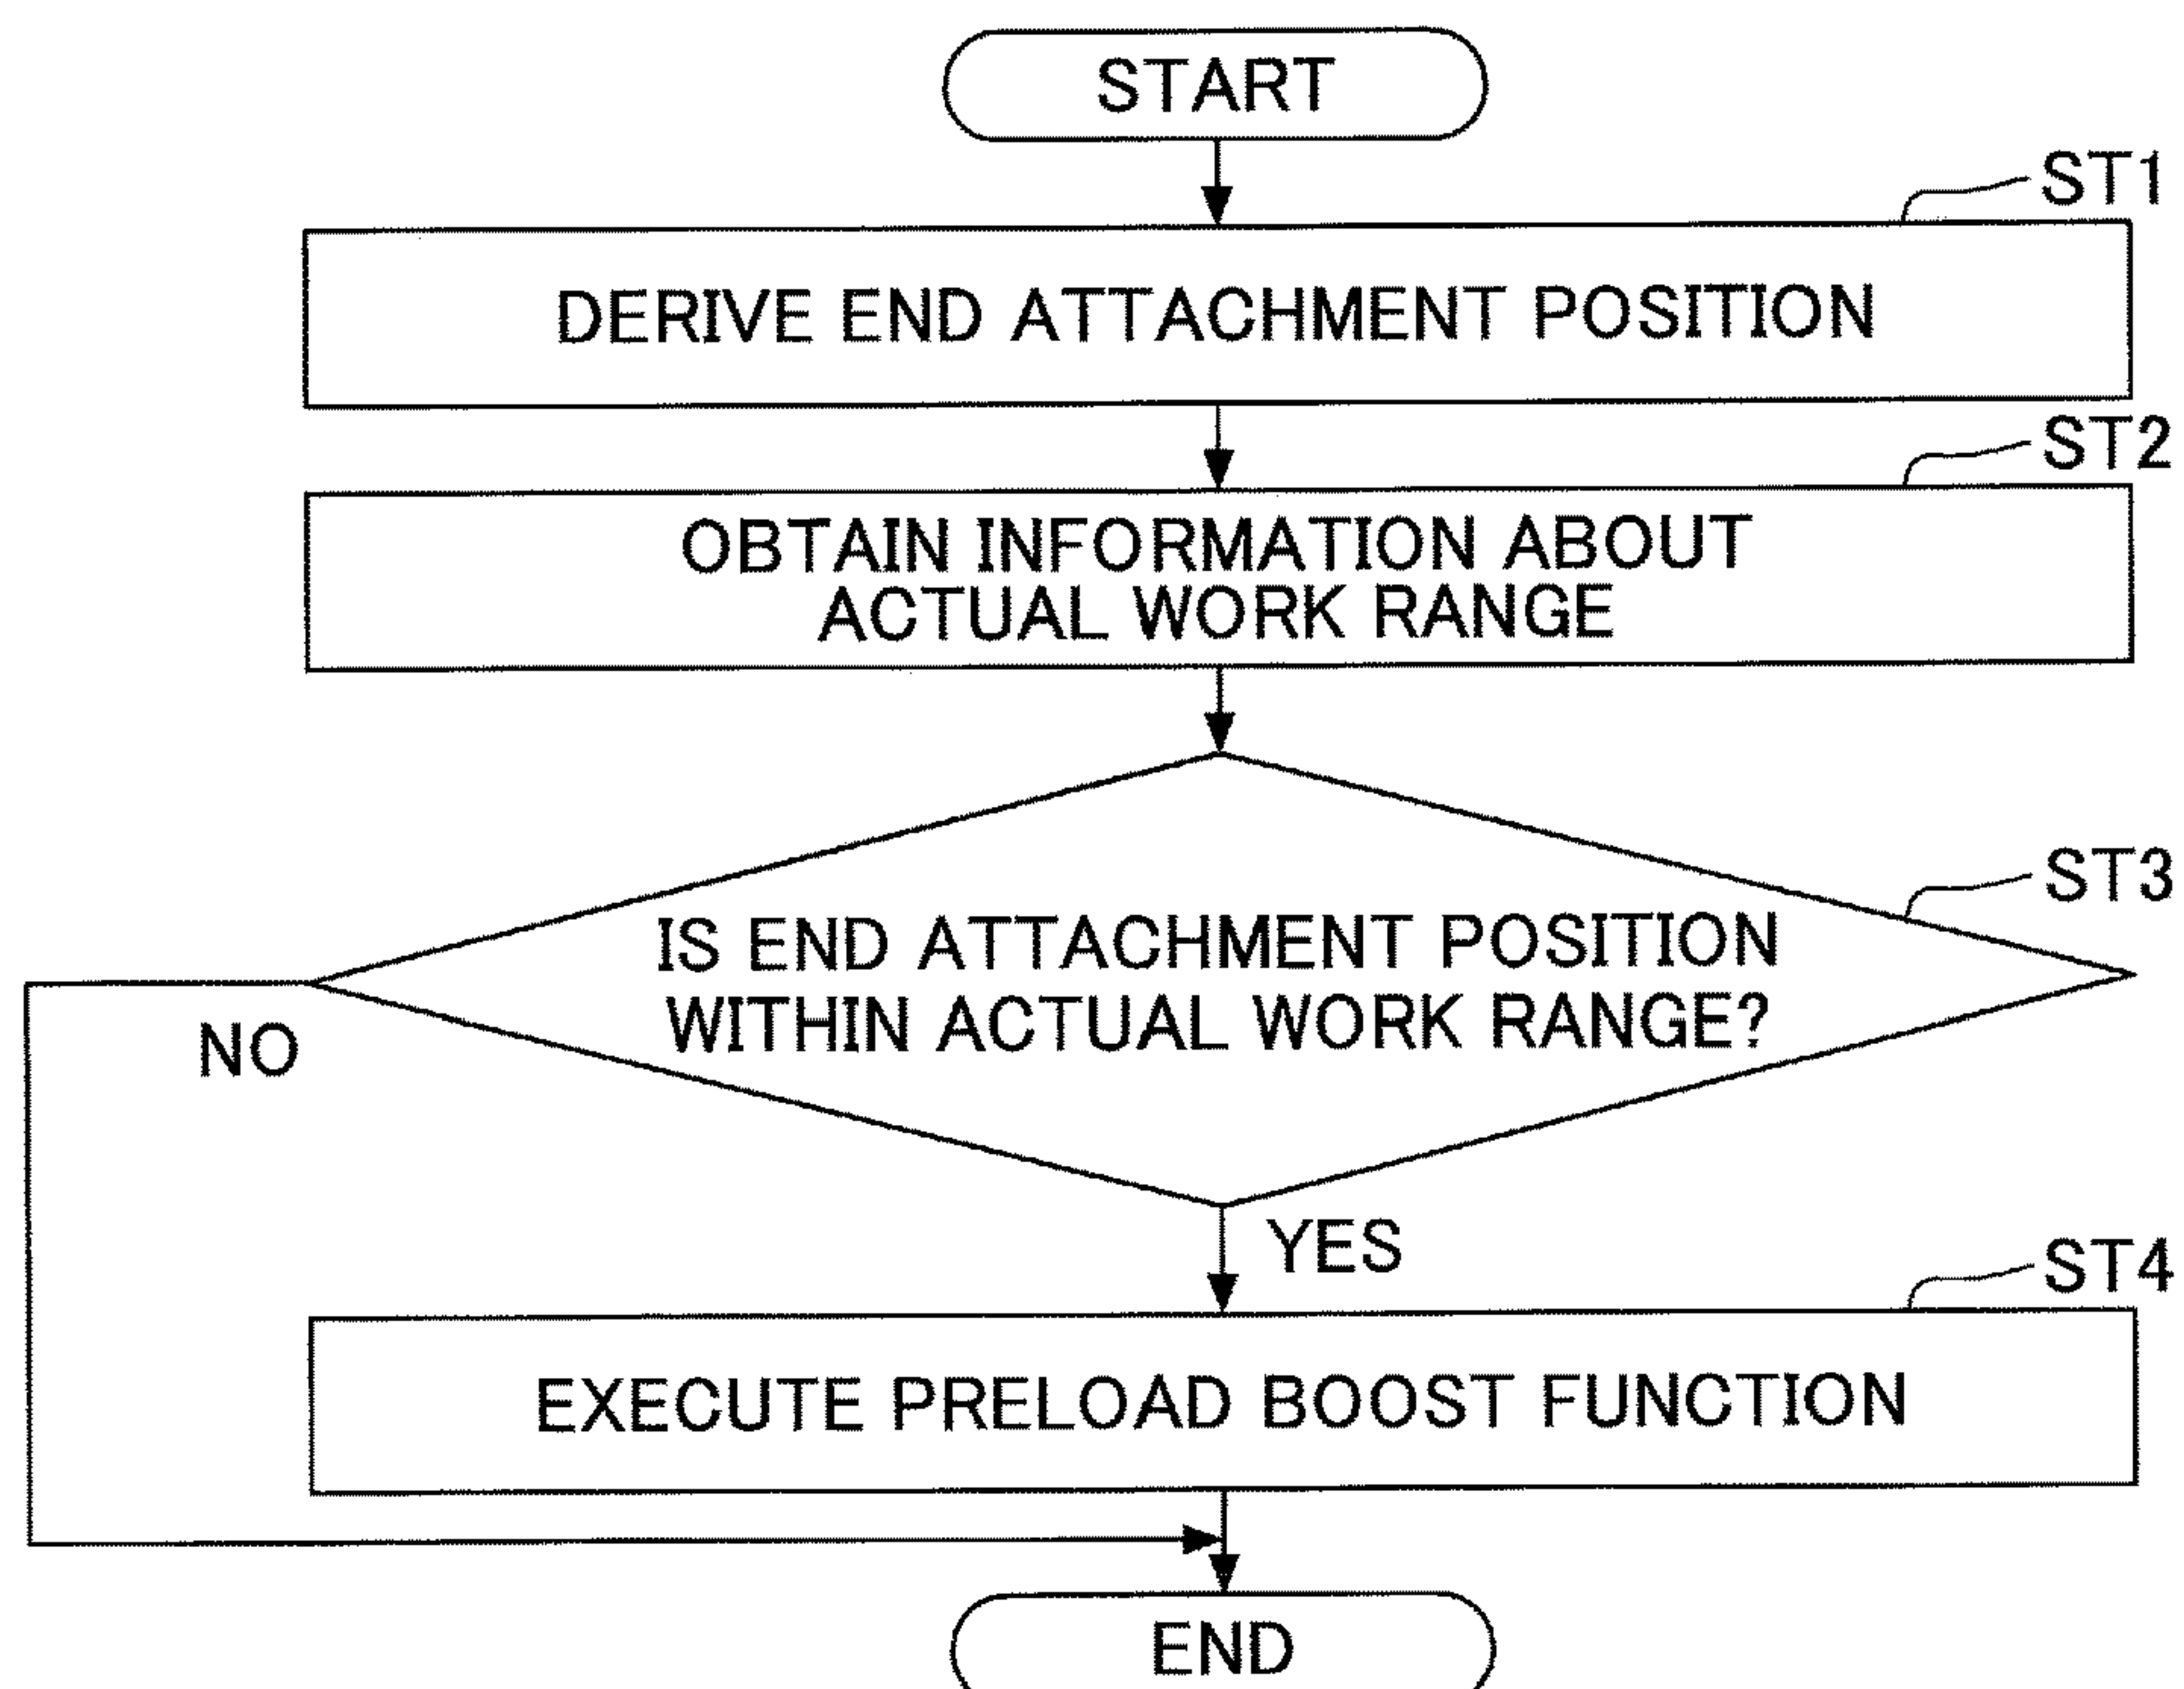 START
ST1
DERIVE END ATTACHMENT POSITION
ST2
OBTAIN INFORMATION ABOUT
ACTUAL WORK RANGE
ST3
IS END ATTACHMENT POSITION
WITHIN ACTUAL WORK RANGE?
NO
YES
ST4
EXECUTE PRELOAD BOOST FUNCTION
END